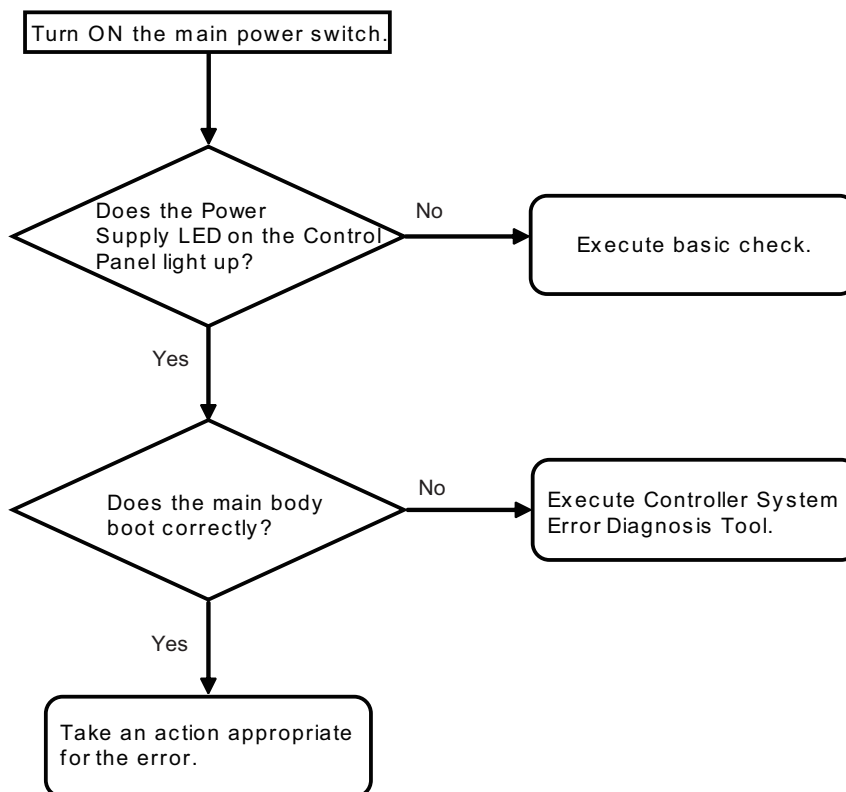 Turn ON the main power switch.
Does the Power
Supply LED on the Control
Panel light up?
No
Execute basic check.
Yes
Does the main body
boot correctly?
No
Execute Controller System
Error Diagnosis Tool.
Yes
Take an action appropriate
for the error.